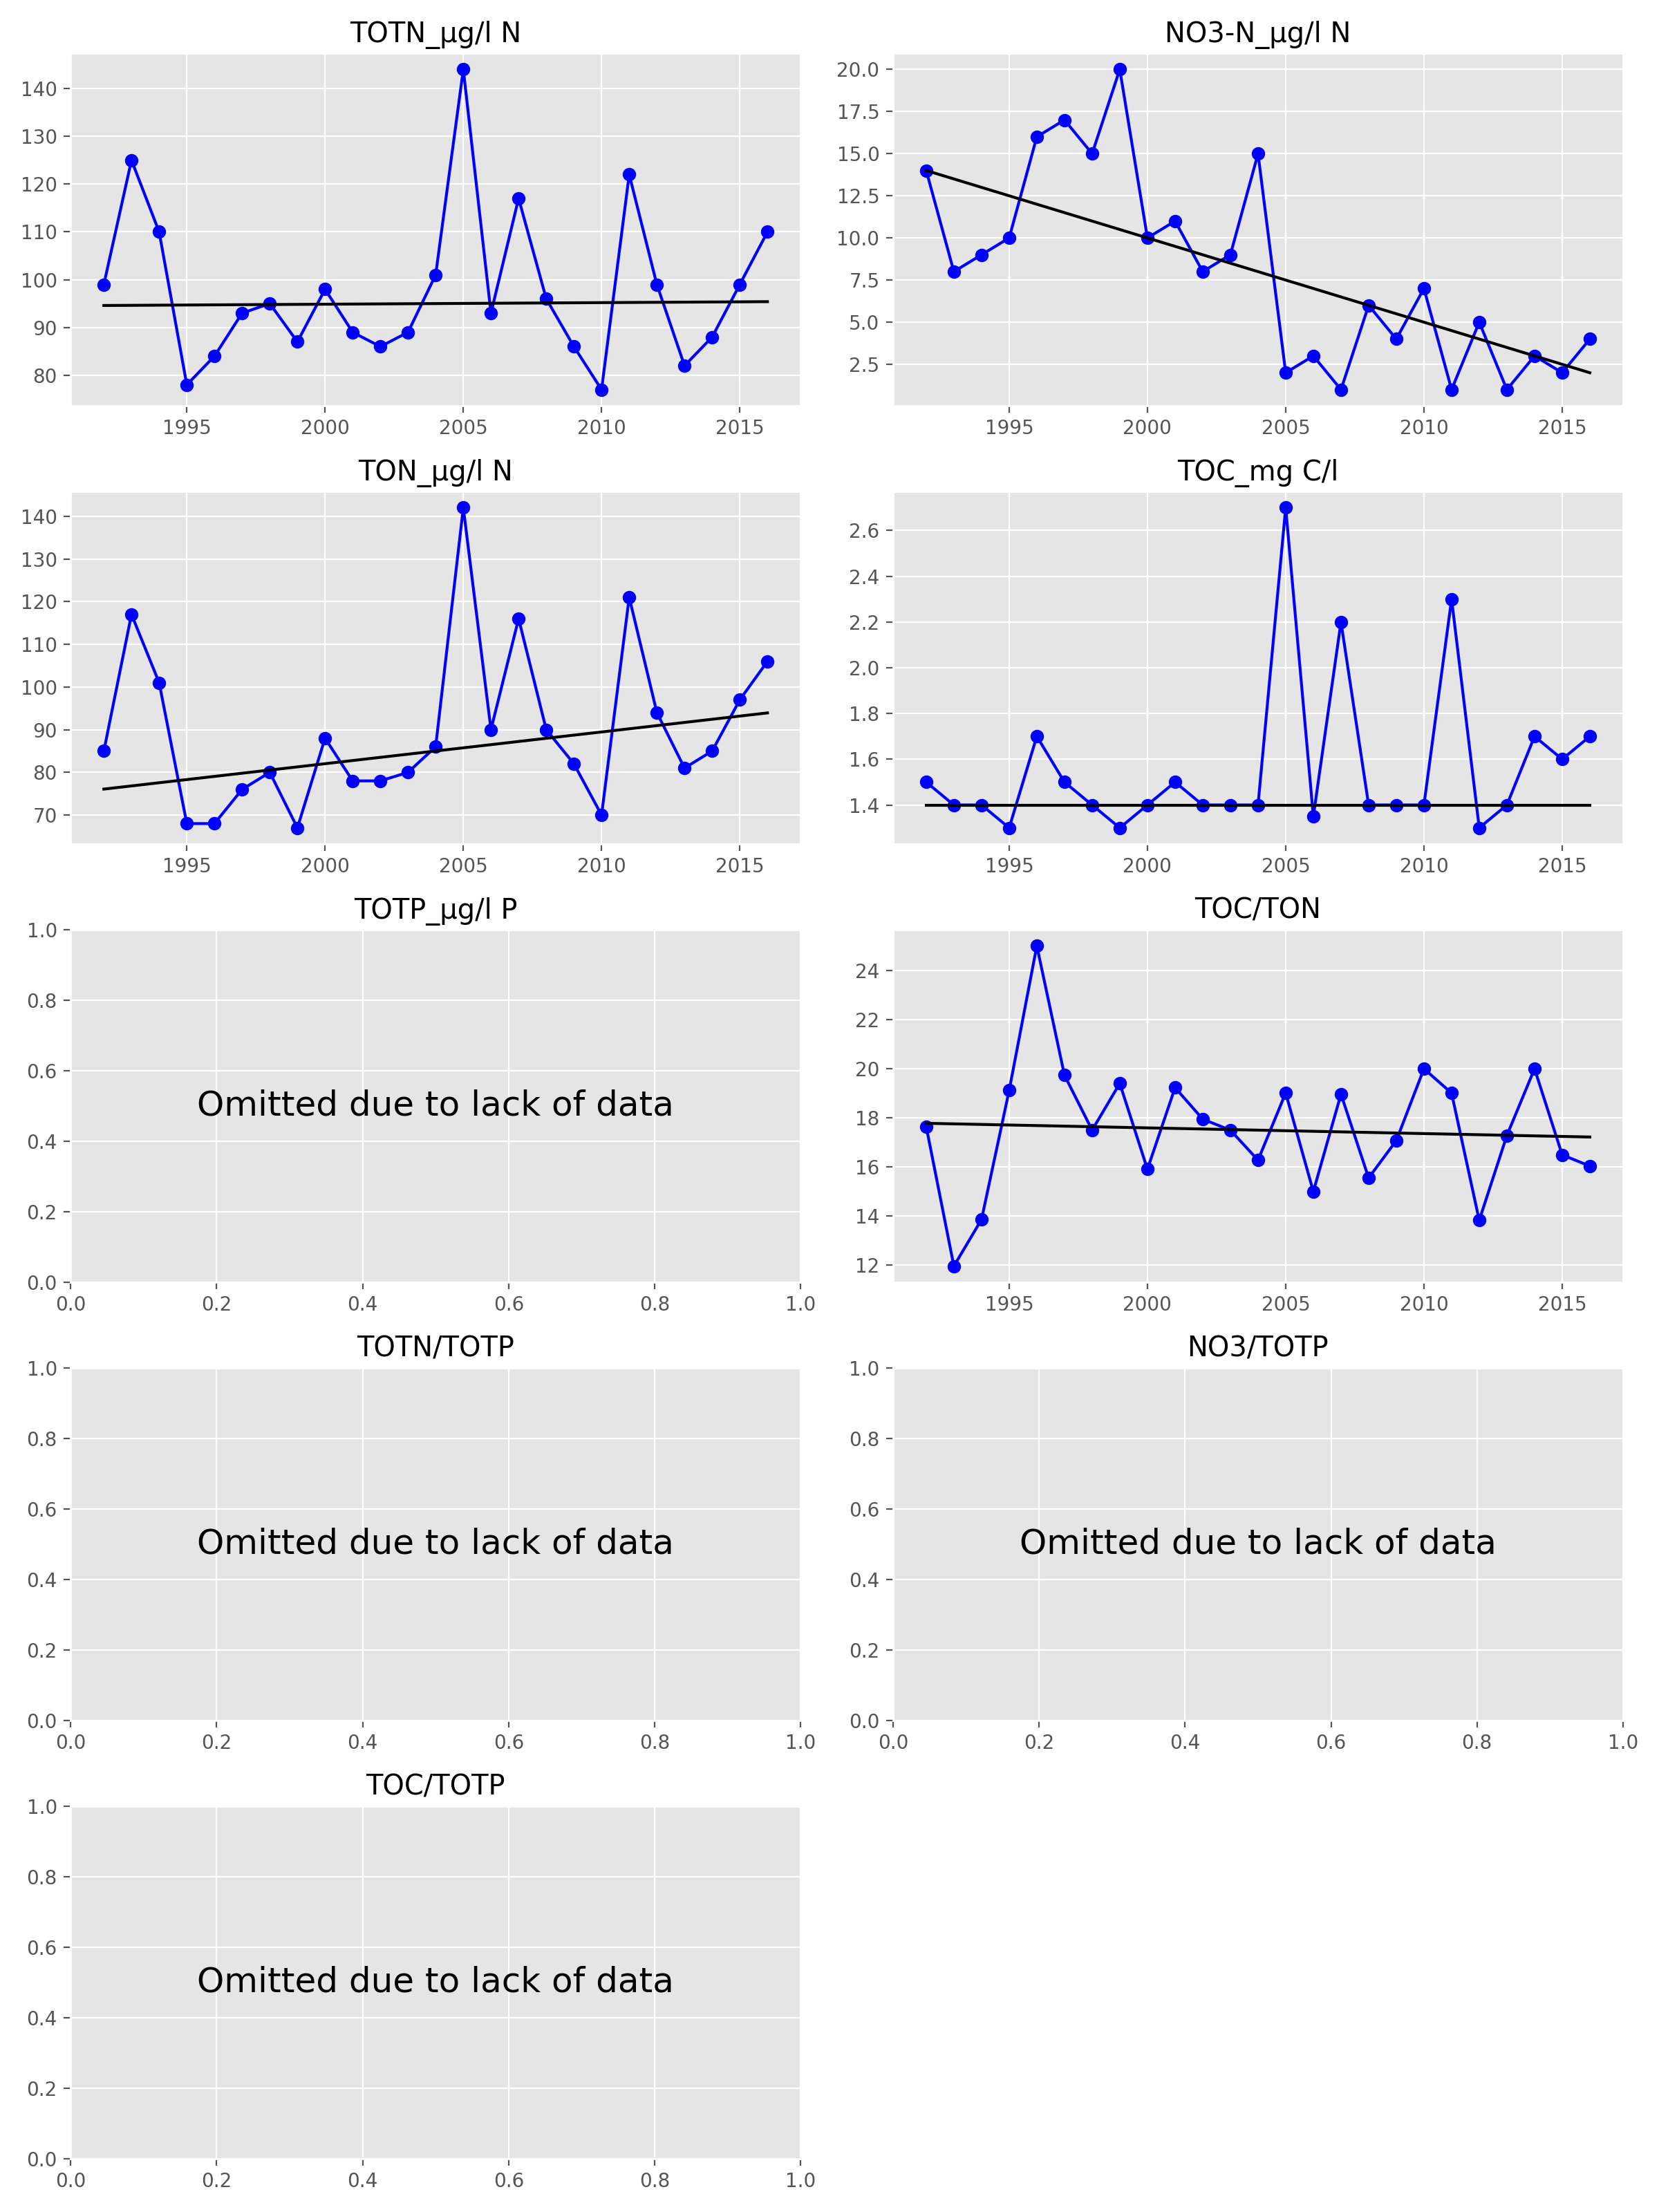 TOTN_µg/l N
140
130
120
110
100
90
80
1995 2000 2005 2010 2015
NO3-N_µg/l N
20.0
17.5
15.0
12.5
10.0
7.5
5.0
2.5
1995 2000 2005 2010 2015
TON_µg/l N
140
130
120
110
100
90
80
70
1995 2000 2005 2010 2015
TOC_mg C/l
2.6
2.4
2.2
2.0
1.8
1.6
1.4
1995 2000 2005 2010 2015
TOTP_µg/l P
1.0
0.8
0.6
Omitted due to lack of data
0.4
0.2
0.0
0.0 0.2 0.4 0.6 0.8 1.0
TOC/TON
24
22
20
18
16
14
12
1995 2000 2005 2010 2015
TOTN/TOTP
1.0
0.8
0.6
Omitted due to lack of data
0.4
0.2
0.0
0.0 0.2 0.4 0.6 0.8 1.0
NO3/TOTP
1.0
0.8
0.6
Omitted due to lack of data
0.4
0.2
0.0
0.0 0.2 0.4 0.6 0.8 1.0
TOC/TOTP
1.0
0.8
0.6
Omitted due to lack of data
0.4
0.2
0.0
0.0 0.2 0.4 0.6 0.8 1.0